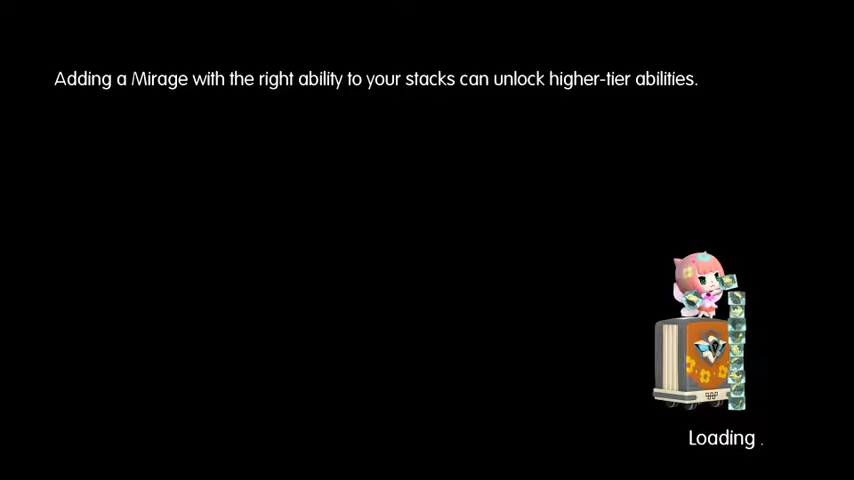 Adding a Mirage with the right ability to your stacks can unlock higher-tier abilities.
Loading .